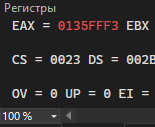 Регистры
EAX = 0135FFF3 EBX
CS = 0023 DS = 002B
OV = 0 UP = 0 EI =
100 %